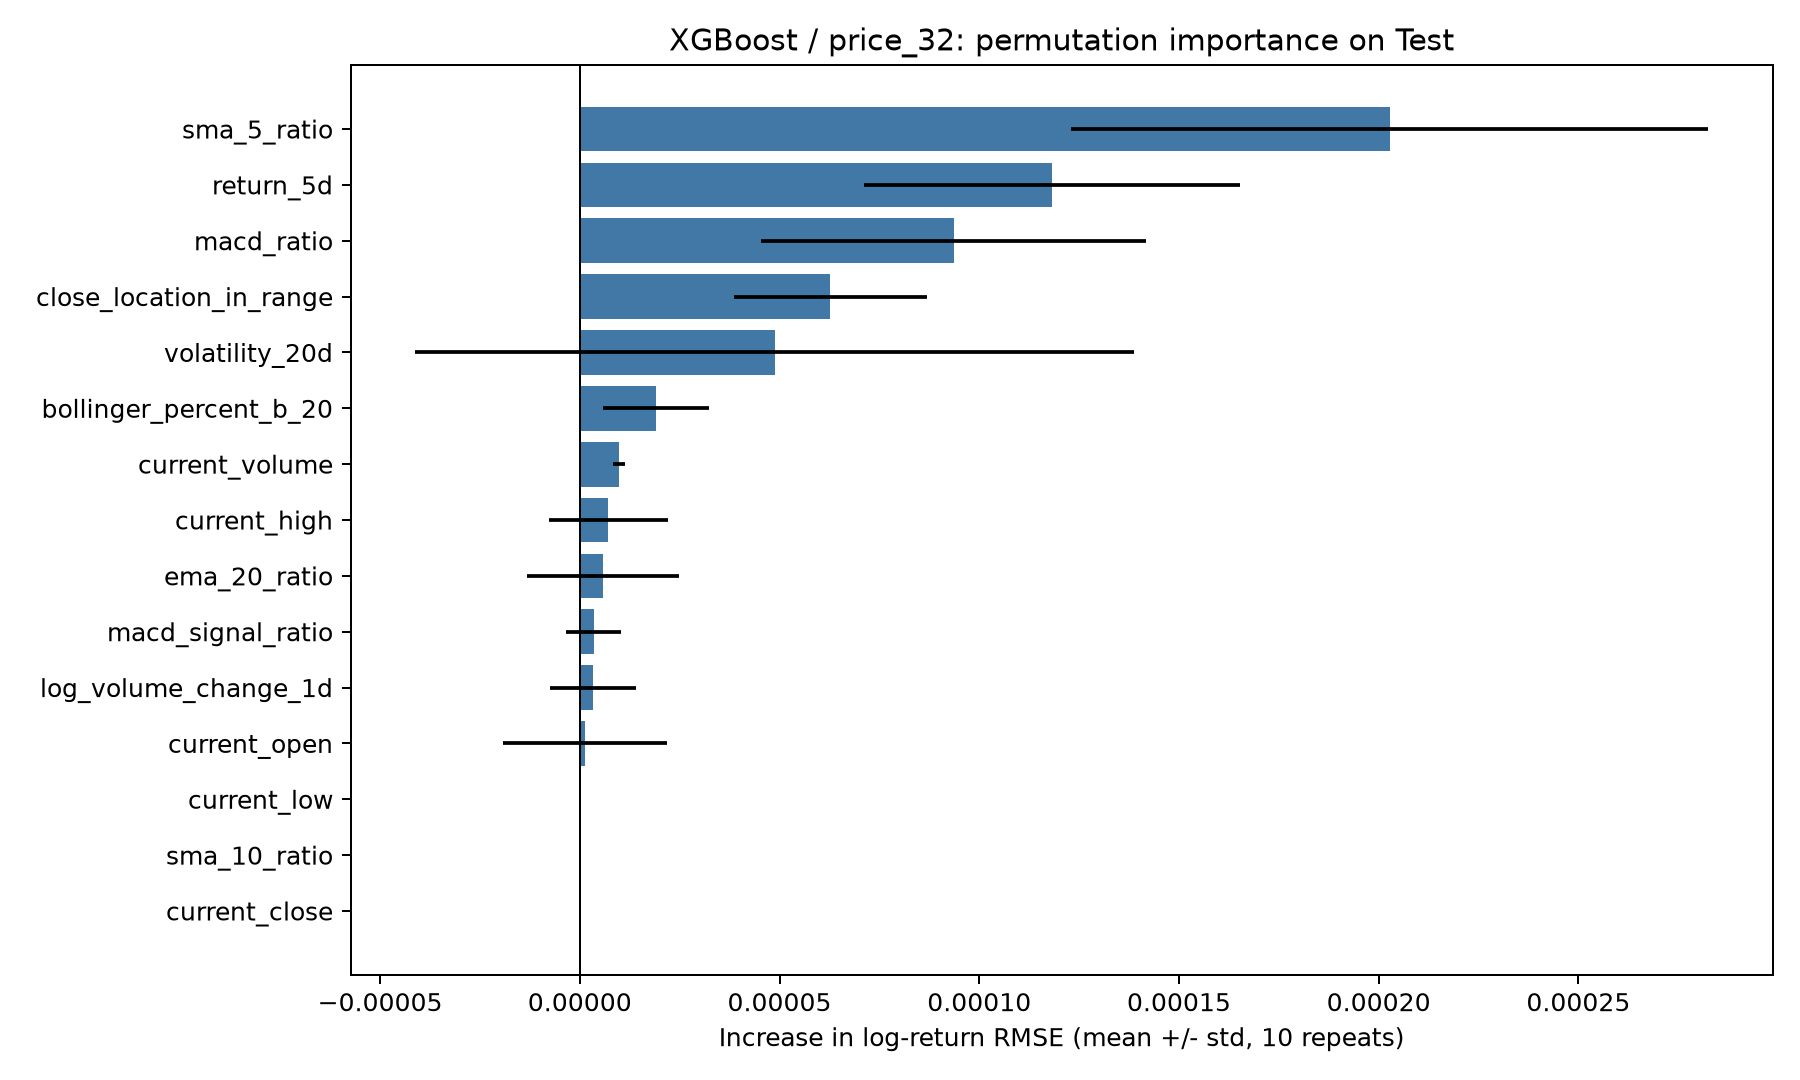 XGBoost / price_32: permutation importance on Test
sma_5_ratio
return_5d
macd_ratio
close_location_in_range
volatility_20d
bollinger_percent_b_20
current_volume
current_high
ema_20_ratio
macd_signal_ratio
log_volume_change_1d
current_open
current_low
sma_10_ratio
current_close
−0.00005 0.00000 0.00005 0.00010 0.00015 0.00020 0.00025
Increase in log-return RMSE (mean +/- std, 10 repeats)